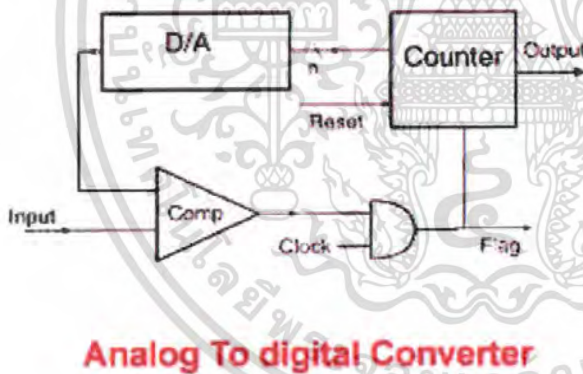 D/A
Counter
Output
n
Reset
Input
Comp
Clock
Flag
Analog To digital Converter